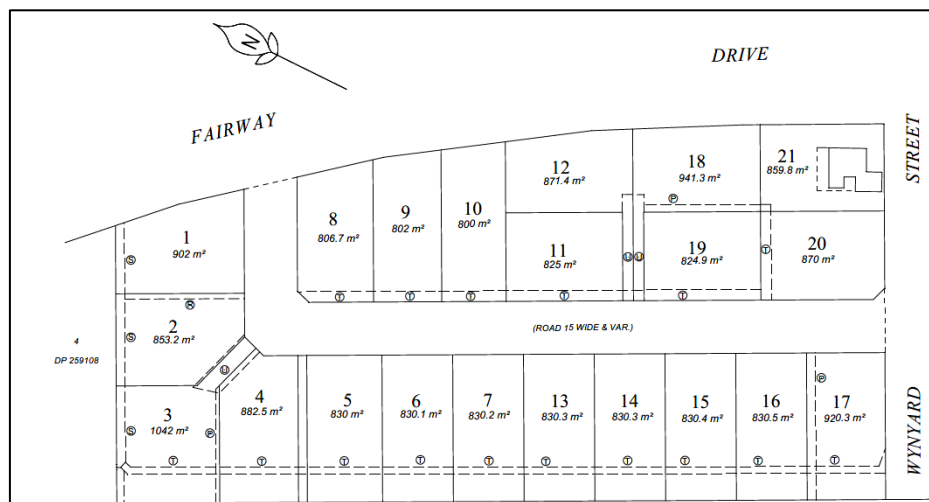 N
DRIVE
FAIRWAY
STREET
12
871.4 m²
18
941.3 m²
21
859.8 m²
8
806.7 m²
9
802 m²
10
800 m²
P
1
902 m²
S
11
825 m²
U
U
19
824.9 m²
T
20
870 m²
R
T
T
T
T
T
2
853.2 m²
S
(ROAD 15 WIDE & VAR.)
4
DP 259108
U
4
882.5 m²
5
830 m²
6
830.1 m²
7
830.2 m²
13
830.3 m²
14
830.3 m²
15
830.4 m²
16
830.5 m²
P
17
920.3 m²
3
1042 m²
S
P
T
T
T
T
T
T
T
T
T
WYNYARD